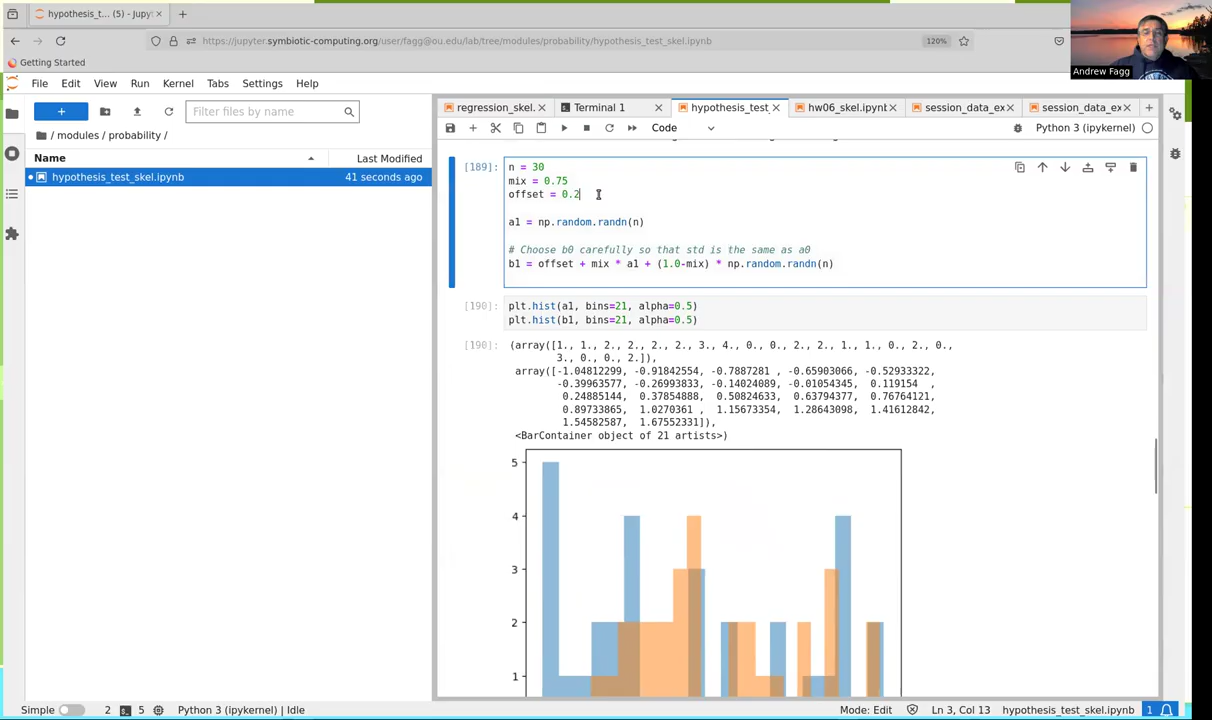 hypothesis_t... (5) - Jupyt
https://jupyter.symbiotic-computing.org/user/fagg@ou.edu/lab/tree/modules/probability/hypothesis_test_skel.ipynb
120%
Getting Started
Andrew Fagg
File Edit View Run Kernel Tabs Settings Help
Filter files by name
/ modules / probability /
Name
Last Modified
hypothesis_test_skel.ipynb
41 seconds ago
regression_skel.
Terminal 1
hypothesis_test_
hw06_skel.ipynb
session_data_ex
session_data_ex
Code
Python 3 (ipykernel)
[189]:
n = 30
mix = 0.75
offset = 0.2
a1 = np.random.randn(n)
# Choose b0 carefully so that std is the same as a0
b1 = offset + mix * a1 + (1.0-mix) * np.random.randn(n)
[190]:
plt.hist(a1, bins=21, alpha=0.5)
plt.hist(b1, bins=21, alpha=0.5)
[190]:
(array([1., 1., 2., 2., 2., 2., 3., 4., 0., 0., 2., 2., 1., 1., 0., 2., 0.,
3., 0., 0., 2.]),
array([-1.04812299, -0.91842554, -0.7887281 , -0.65903066, -0.52933322,
-0.39963577, -0.26993833, -0.14024089, -0.01054345, 0.119154 ,
0.24885144, 0.37854888, 0.50824633, 0.63794377, 0.76764121,
0.89733865, 1.0270361 , 1.15673354, 1.28643098, 1.41612842,
1.54582587, 1.67552331]),
<BarContainer object of 21 artists>)
5
4
3
2
1
Simple
2
5
Python 3 (ipykernel) | Idle
Mode: Edit
Ln 3, Col 13
hypothesis_test_skel.ipynb
1